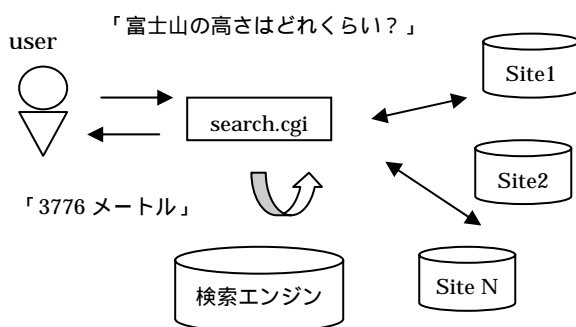 「富士山の高さはどれくらい?」
user
Site1
search.cgi
Site2
「3776 メートル」
Site N
検索エンジン